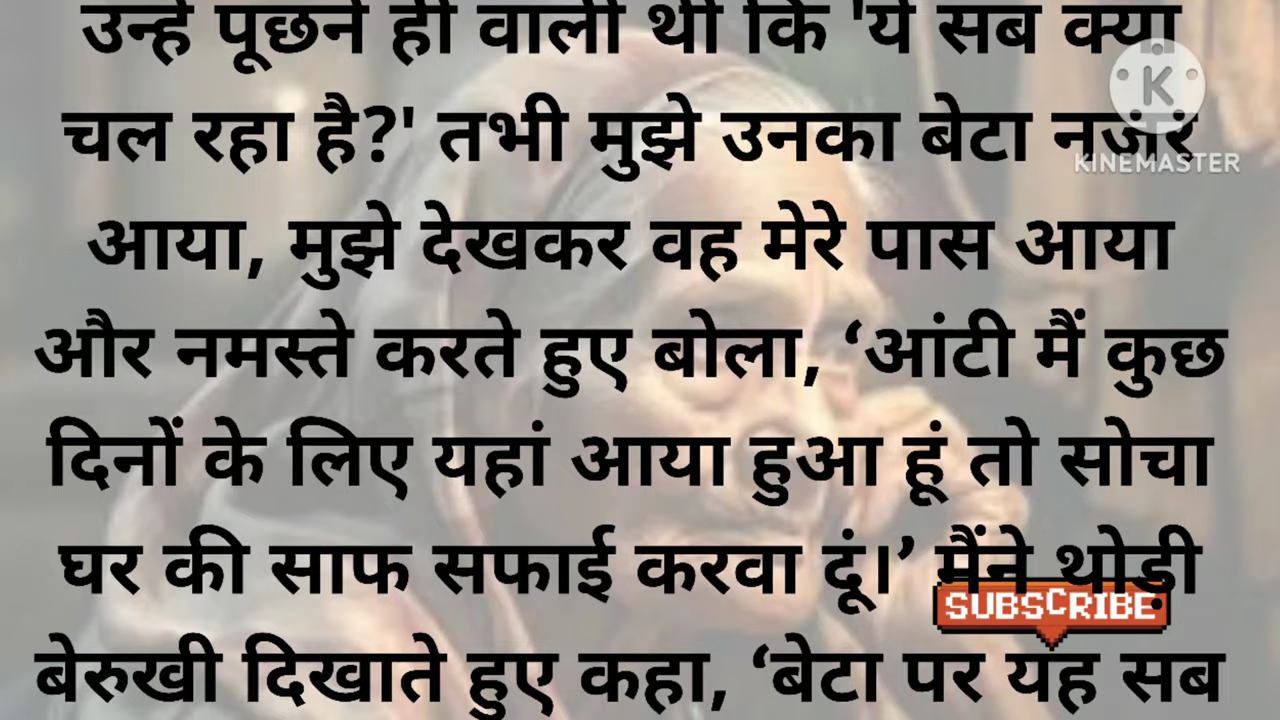 उन्हें पूछने ही वाली थी कि 'ये सब क्या
चल रहा है?' तभी मुझे उनका बेटा नजर
आया, मुझे देखकर वह मेरे पास आया
और नमस्ते करते हुए बोला, ‘आंटी मैं कुछ
दिनों के लिए यहां आया हुआ हूं तो सोचा
घर की साफ सफाई करवा दूं।’ मैंने थोड़ी
बेरुखी दिखाते हुए कहा, ‘बेटा पर यह सब
K
KINEMASTER
SUBSCRIBE